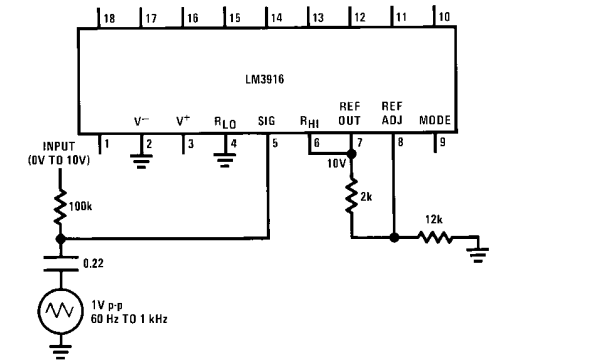 18 17 16 15 14 13 12 11 10
LM3916
V⁻ V⁺ R_LO SIG R_HI REF OUT REF ADJ MODE
1 2 3 4 5 6 7 8 9
INPUT
(0V TO 10V)
10V
100k
2k
12k
0.22
1V p-p
60 Hz TO 1 kHz